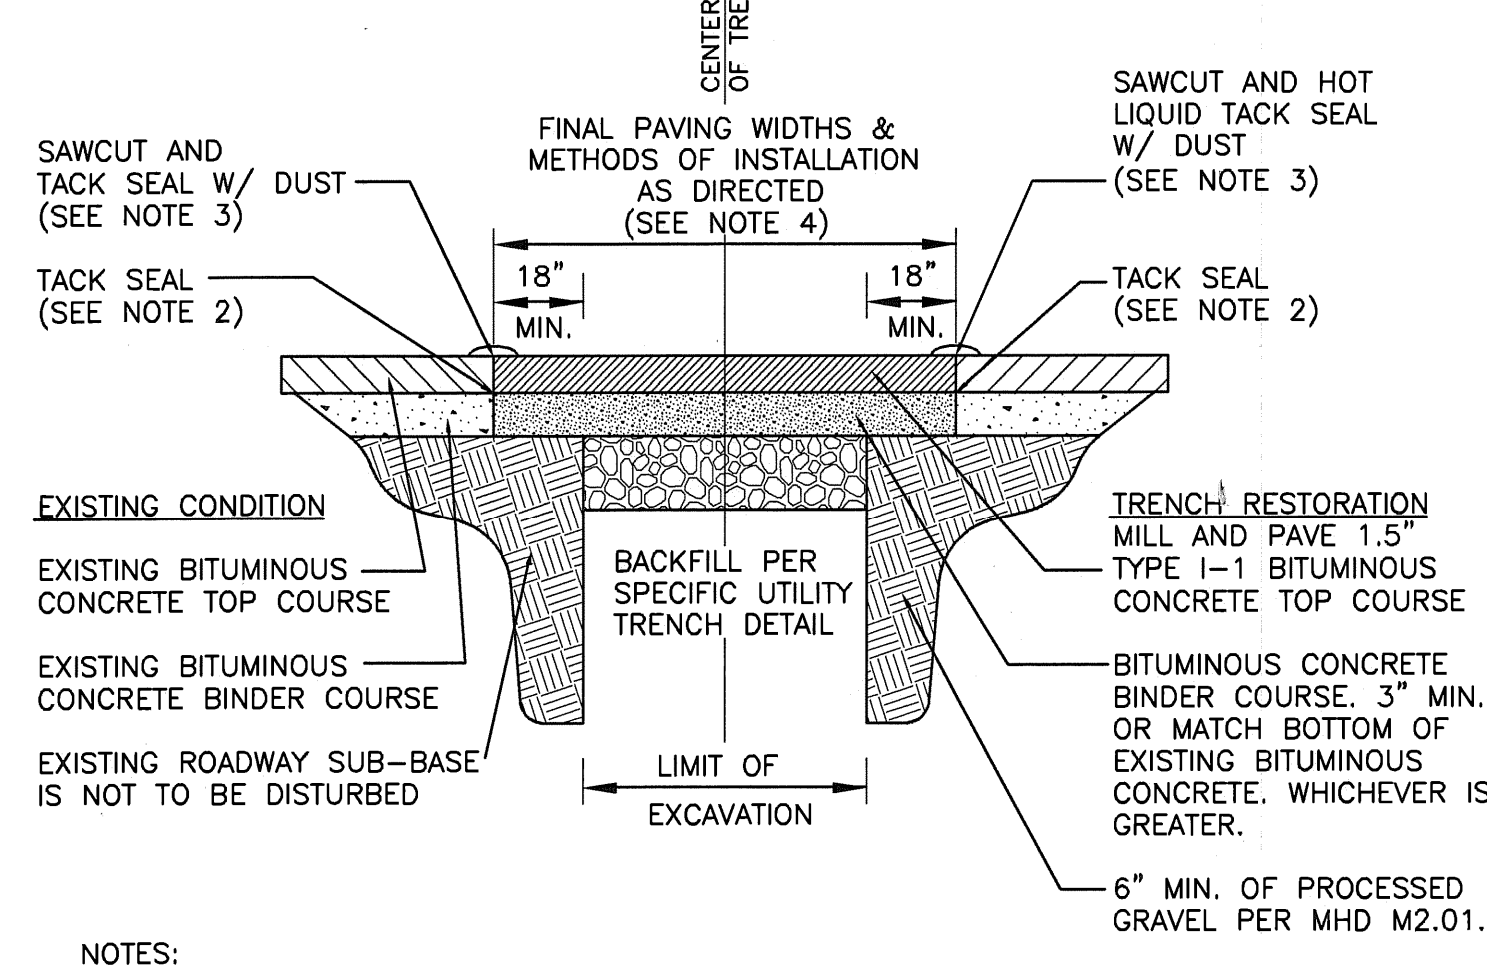 CENTER
OF TRE
SAWCUT AND
TACK SEAL W/ DUST
(SEE NOTE 3)
TACK SEAL
(SEE NOTE 2)
FINAL PAVING WIDTHS &
METHODS OF INSTALLATION
AS DIRECTED
(SEE NOTE 4)
18"
MIN.
18"
MIN.
SAWCUT AND HOT
LIQUID TACK SEAL
W/ DUST
(SEE NOTE 3)
TACK SEAL
(SEE NOTE 2)
EXISTING CONDITION
EXISTING BITUMINOUS
CONCRETE TOP COURSE
EXISTING BITUMINOUS
CONCRETE BINDER COURSE
EXISTING ROADWAY SUB-BASE
IS NOT TO BE DISTURBED
BACKFILL PER
SPECIFIC UTILITY
TRENCH DETAIL
LIMIT OF
EXCAVATION
TRENCH RESTORATION
MILL AND PAVE 1.5"
TYPE I-1 BITUMINOUS
CONCRETE TOP COURSE
BITUMINOUS CONCRETE
BINDER COURSE. 3" MIN.
OR MATCH BOTTOM OF
EXISTING BITUMINOUS
CONCRETE. WHICHEVER IS
GREATER.
6" MIN. OF PROCESSED
GRAVEL PER MHD M2.01.
NOTES: